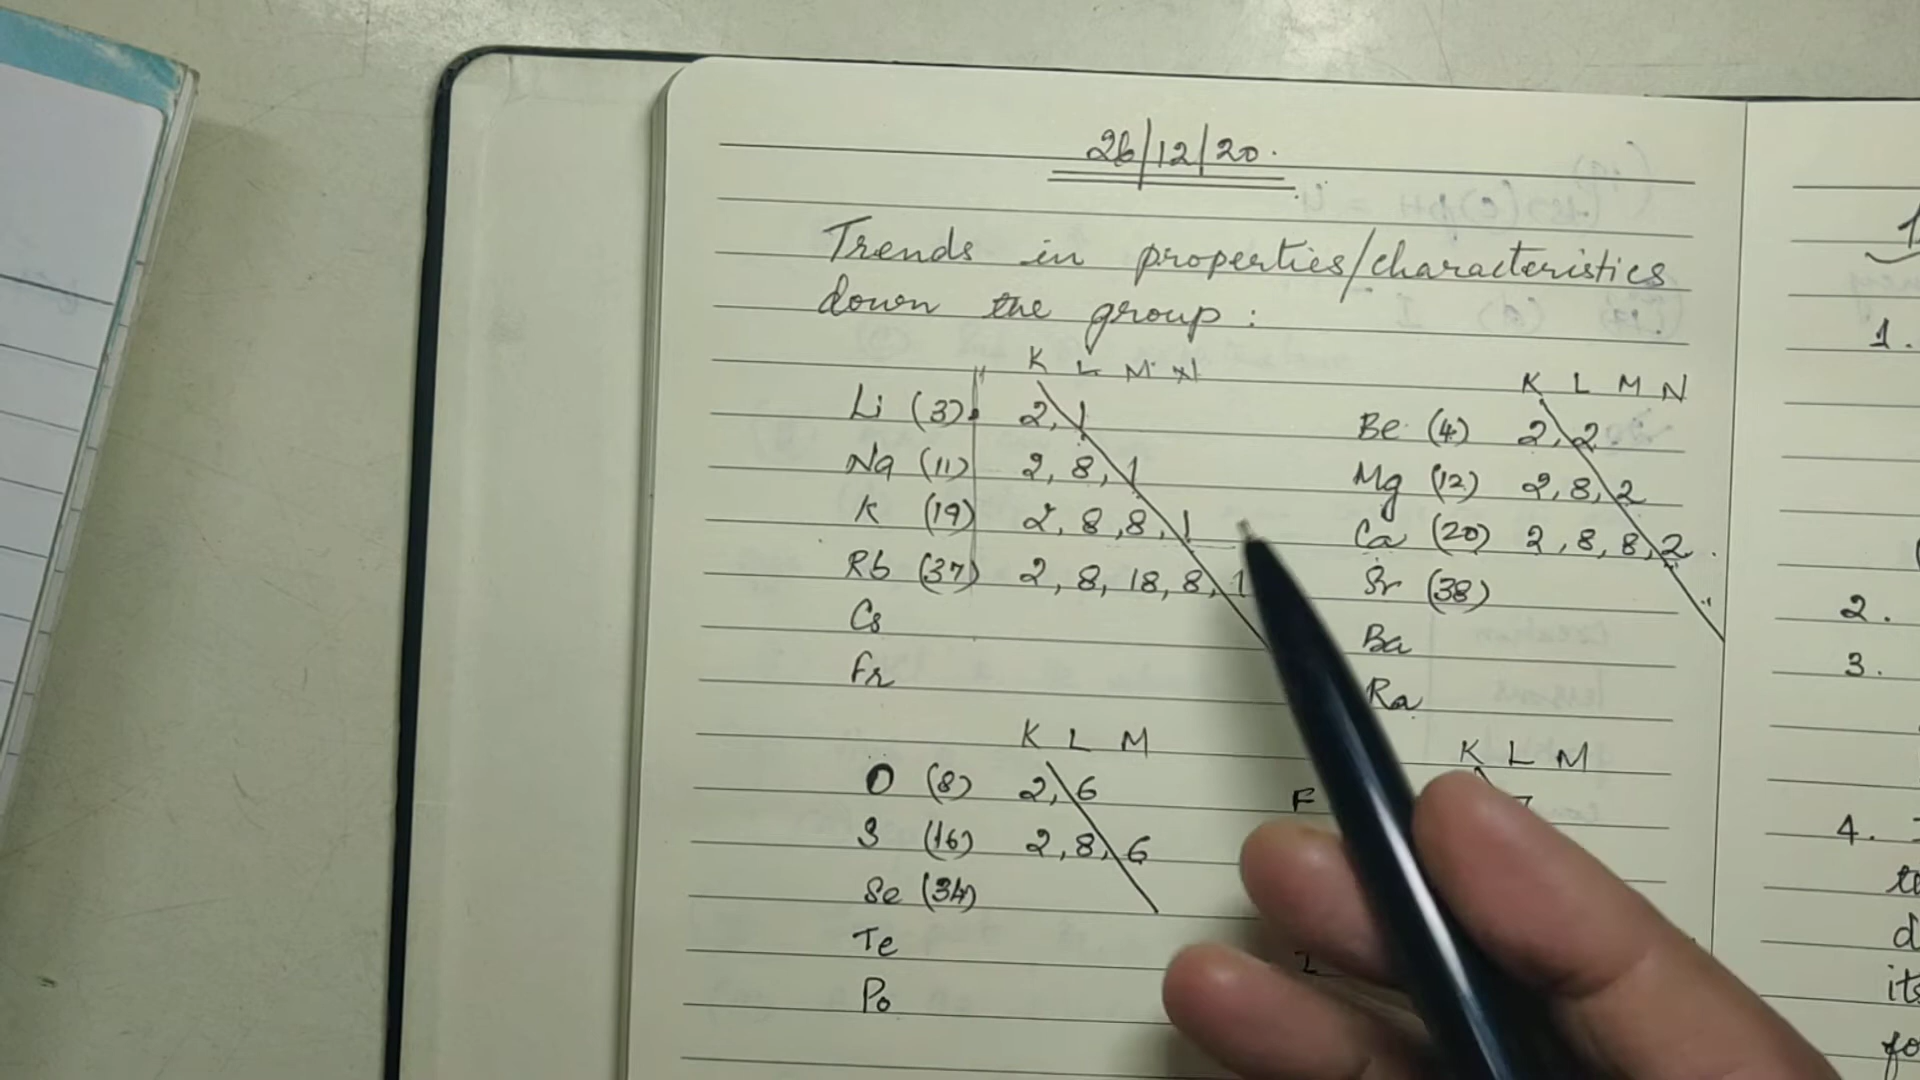 26/12/20.
Trends in properties/characteristics
down the group:
K L M N
Li (3) 2, 1
Na (11) 2, 8, 1
K (19) 2, 8, 8, 1
Rb (37) 2, 8, 18, 8, 1
Cs
Fr
K L M N
Be (4) 2, 2
Mg (12) 2, 8, 2
Ca (20) 2, 8, 8, 2
Sr (38)
Ba
Ra
K L M
O (8) 2, 6
S (16) 2, 8, 6
Se (34)
Te
Po
K L M
F
I
1.
2.
3.
4.
d
its
fo